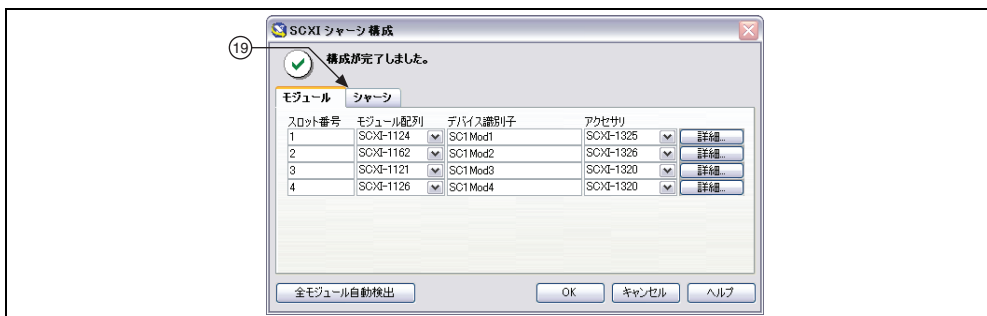 SCXI シャーシ構成
19
構成が完了しました。
モジュール シャーシ
スロット番号 モジュール配列 デバイス識別子 アクセサリ
1 SCXI-1124 SC1Mod1 SCXI-1325 詳細...
2 SCXI-1162 SC1Mod2 SCXI-1326 詳細...
3 SCXI-1121 SC1Mod3 SCXI-1320 詳細...
4 SCXI-1126 SC1Mod4 SCXI-1320 詳細...
全モジュール自動検出 OK キャンセル ヘルプ